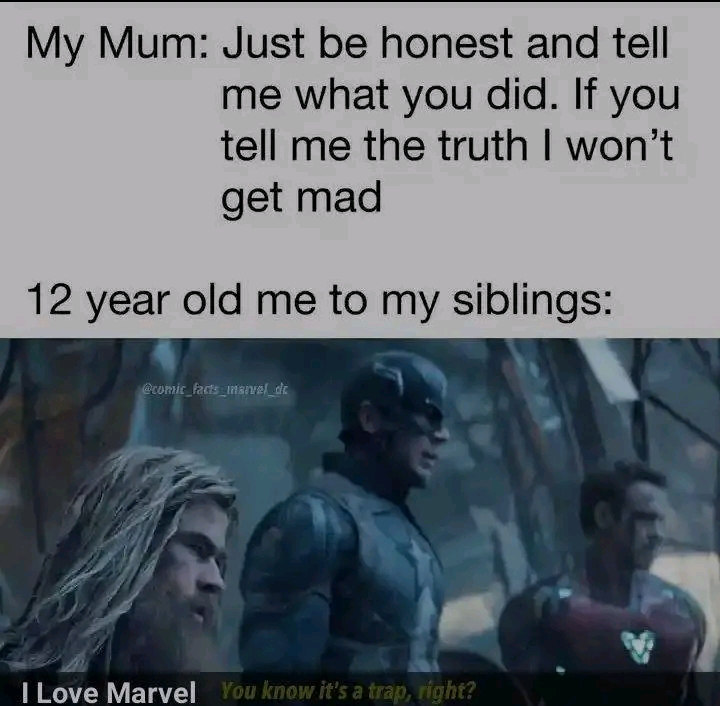 My Mum: Just be honest and tell
me what you did. If you
tell me the truth I won't
get mad
12 year old me to my siblings:
@comic_facts_marvel_dc
I Love Marvel You know it's a trap, right?